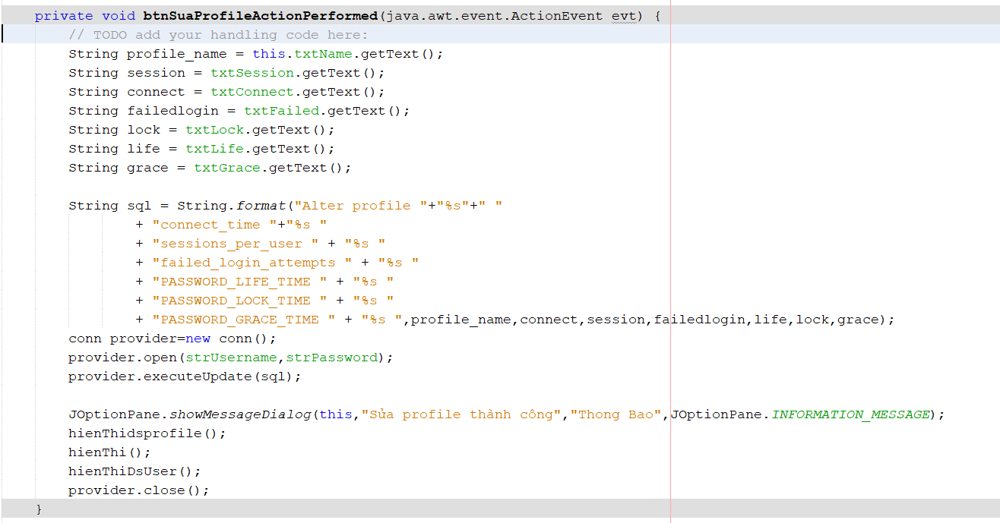 private void btnSuaProfileActionPerformed(java.awt.event.ActionEvent evt) {
// TODO add your handling code here:
String profile_name = this.txtName.getText();
String session = txtSession.getText();
String connect = txtConnect.getText();
String failedlogin = txtFailed.getText();
String lock = txtLock.getText();
String life = txtLife.getText();
String grace = txtGrace.getText();
String sql = String.format("Alter profile "+"%s"+" "
+ "connect_time "+"%s "
+ "sessions_per_user " + "%s "
+ "failed_login_attempts " + "%s "
+ "PASSWORD_LIFE_TIME " + "%s "
+ "PASSWORD_LOCK_TIME " + "%s "
+ "PASSWORD_GRACE_TIME " + "%s ",profile_name,connect,session,failedlogin,life,lock,grace);
conn provider=new conn();
provider.open(strUsername,strPassword);
provider.executeUpdate(sql);
JOptionPane.showMessageDialog(this,"Sửa profile thành công","Thong Bao",JOptionPane.INFORMATION_MESSAGE);
hienThidsprofile();
hienThi();
hienThiDsUser();
provider.close();
}